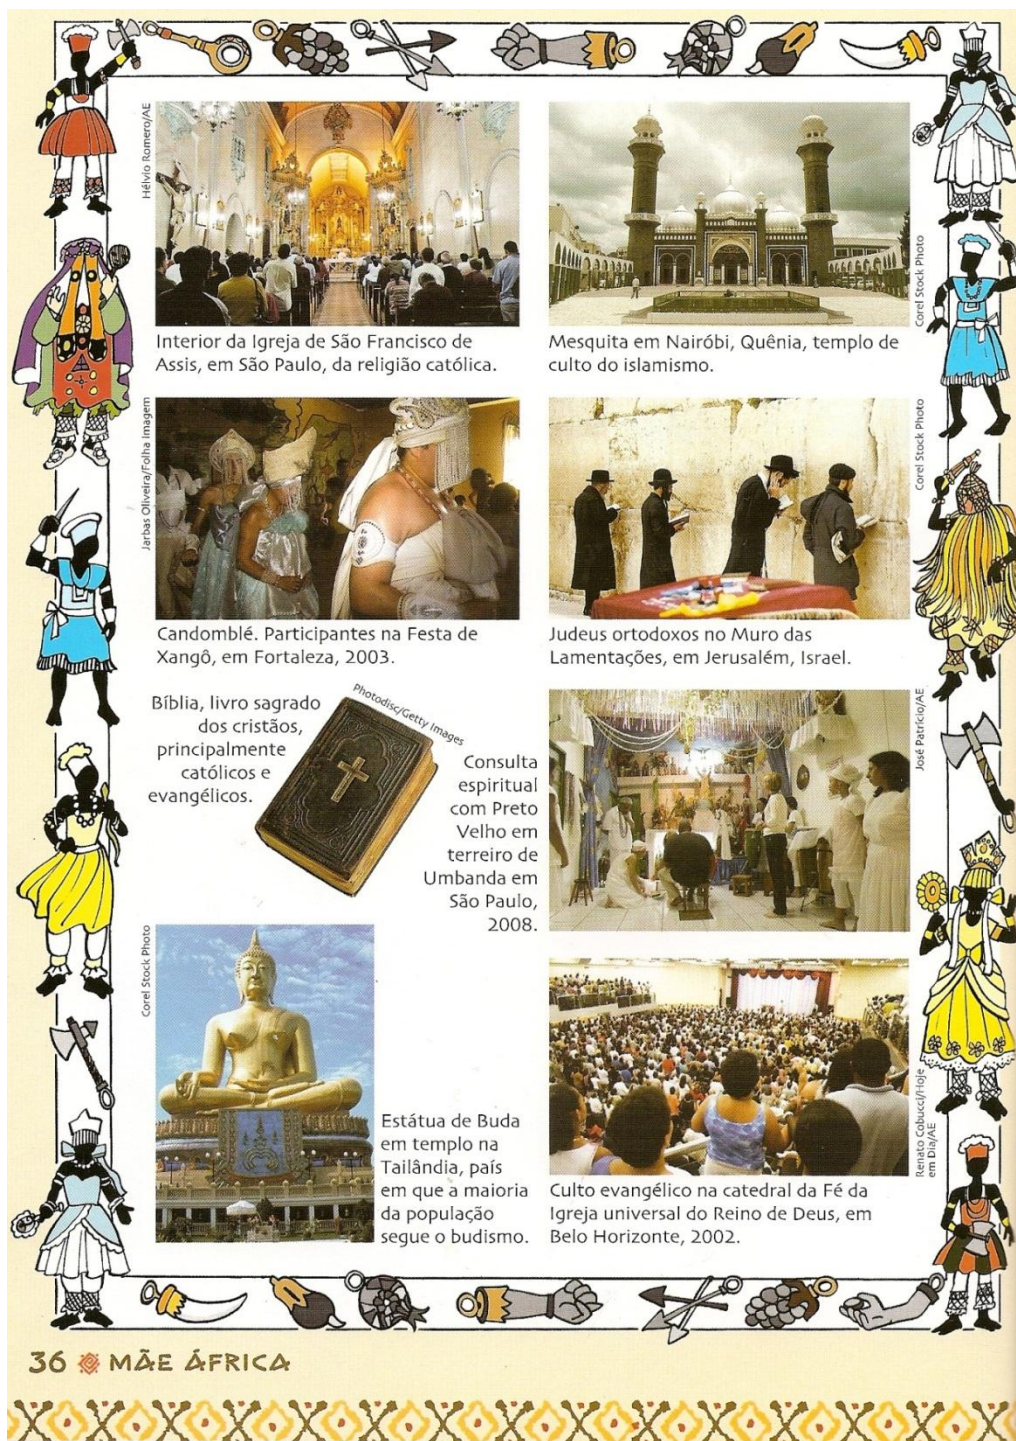 Hélvio Romero/AE
Interior da Igreja de São Francisco de
Assis, em São Paulo, da religião católica.
Corel Stock Photo
Mesquita em Nairóbi, Quênia, templo de
culto do islamismo.
Jarbas Oliveira/Folha Imagem
Candomblé. Participantes na Festa de
Xangô, em Fortaleza, 2003.
Corel Stock Photo
Judeus ortodoxos no Muro das
Lamentações, em Jerusalém, Israel.
Bíblia, livro sagrado
dos cristãos,
principalmente
católicos e
evangélicos.
Photodisc/Getty Images
Consulta
espiritual
com Preto
Velho em
terreiro de
Umbanda em
São Paulo,
2008.
José Patrício/AE
Corel Stock Photo
Estátua de Buda
em templo na
Tailândia, país
em que a maioria
da população
segue o budismo.
Renato Cobucci/Hoje
em Dia/AE
Culto evangélico na catedral da Fé da
Igreja universal do Reino de Deus, em
Belo Horizonte, 2002.
36 MÃE ÁFRICA